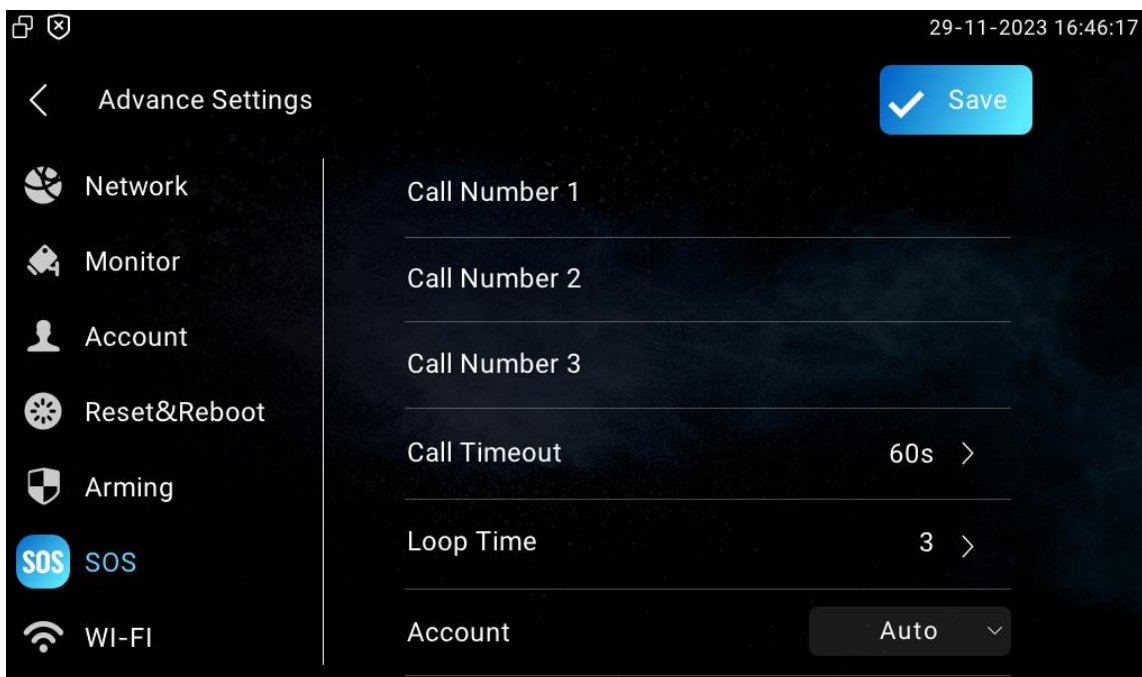 29-11-2023 16:46:17
Advance Settings
Save
Network
Monitor
Account
Reset&Reboot
Arming
SOS SOS
WI-FI
Call Number 1
Call Number 2
Call Number 3
Call Timeout 60s
Loop Time 3
Account Auto